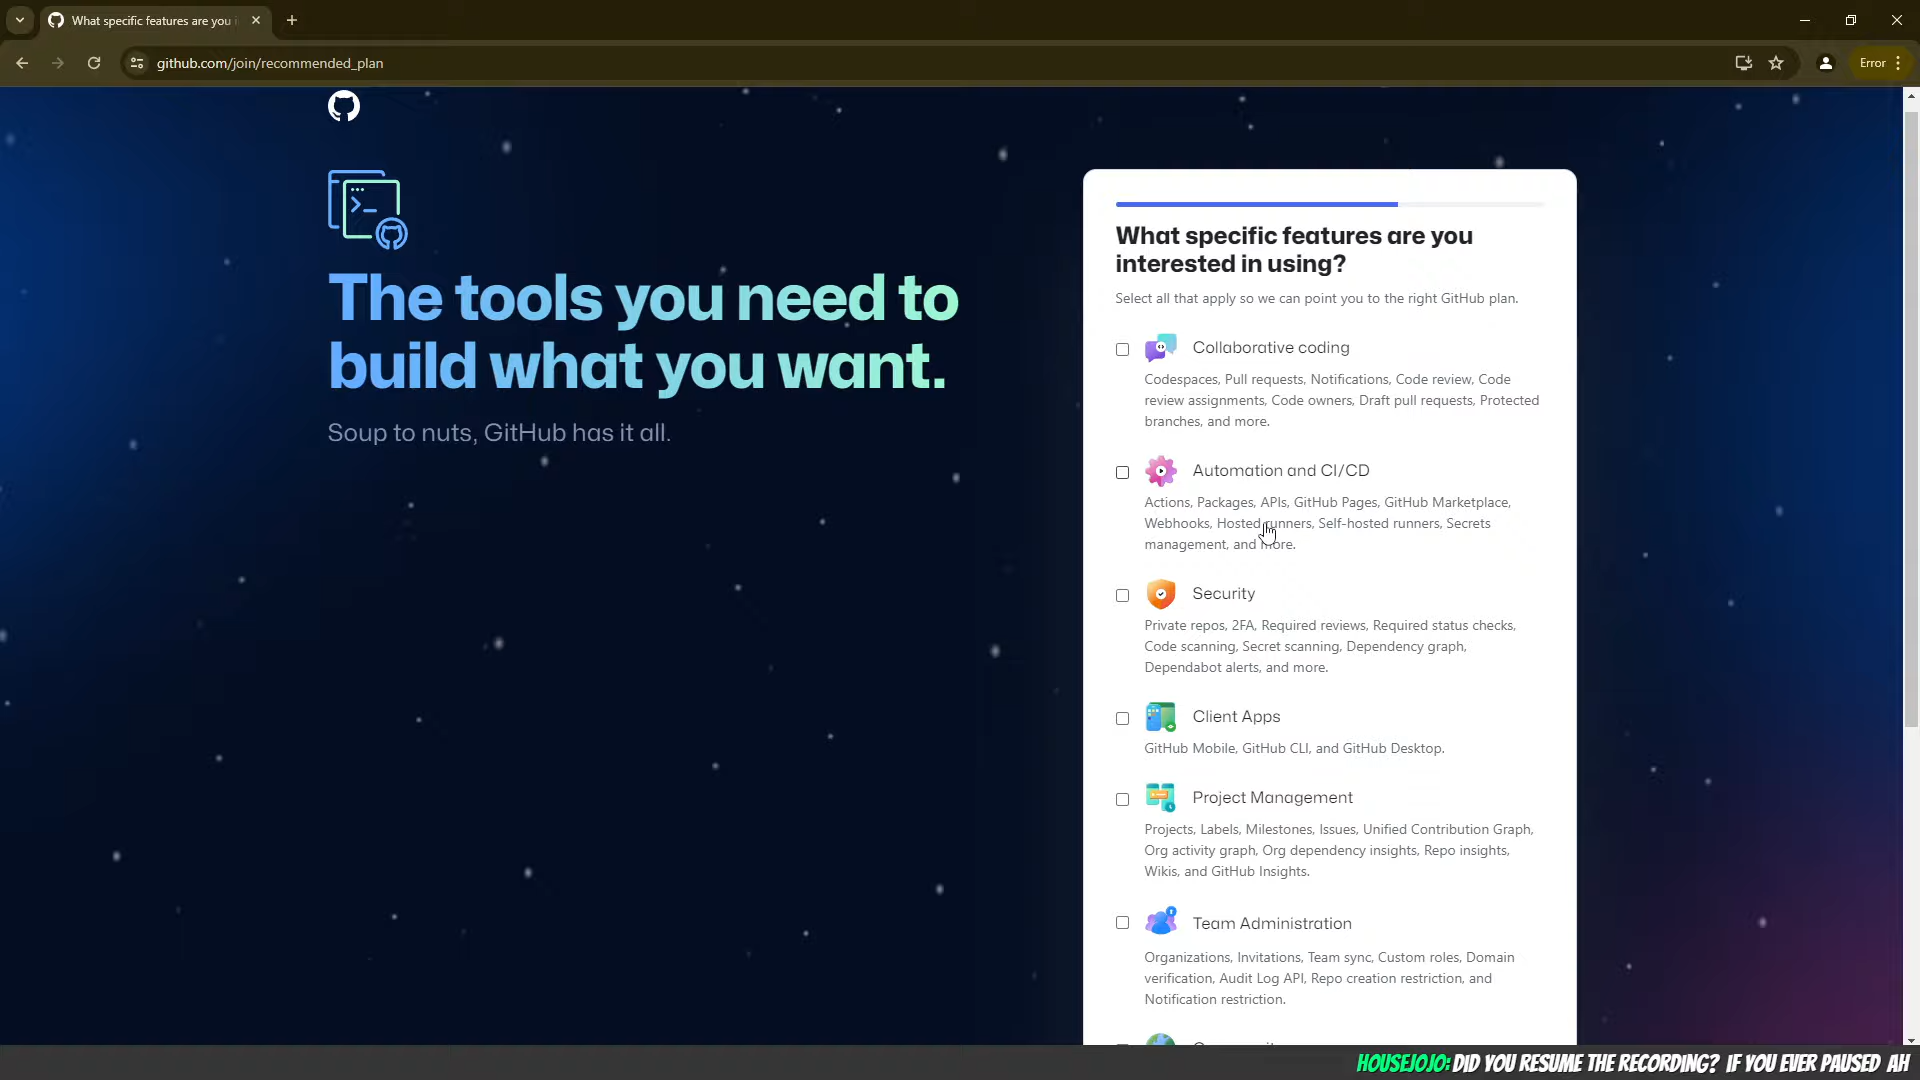 What specific features are you
github.com/join/recommended_plan
Error
The tools you need to
build what you want.
Soup to nuts, GitHub has it all.
What specific features are you
interested in using?
Select all that apply so we can point you to the right GitHub plan.
Collaborative coding
Codespaces, Pull requests, Notifications, Code review, Code
review assignments, Code owners, Draft pull requests, Protected
branches, and more.
Automation and CI/CD
Actions, Packages, APIs, GitHub Pages, GitHub Marketplace,
Webhooks, Hosted runners, Self-hosted runners, Secrets
management, and more.
Security
Private repos, 2FA, Required reviews, Required status checks,
Code scanning, Secret scanning, Dependency graph,
Dependabot alerts, and more.
Client Apps
GitHub Mobile, GitHub CLI, and GitHub Desktop.
Project Management
Projects, Labels, Milestones, Issues, Unified Contribution Graph,
Org activity graph, Org dependency insights, Repo insights,
Wikis, and GitHub Insights.
Team Administration
Organizations, Invitations, Team sync, Custom roles, Domain
verification, Audit Log API, Repo creation restriction, and
Notification restriction.
HOUSEJOJO: DID YOU RESUME THE RECORDING? IF YOU EVER PAUSED AH